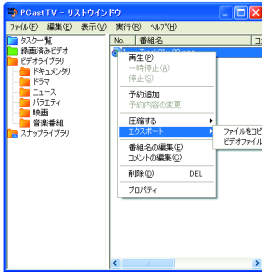 PCastTV - リストウインドウ
ファイル(F) 編集(E) 表示(V) 実行(R) ヘルプ(H)
タスク一覧
録画済みビデオ
ビデオライブラリ
ドキュメンタリ
ドラマ
ニュース
バラエティ
映画
音楽番組
スナップライブラリ
No. 番組名 コ
再生(P)
一時停止(A)
停止(S)
予約追加
予約内容の変更
圧縮する
エクスポート
番組名の編集(E)
コメントの編集(C)
削除(D) DEL
プロパティ
ファイルをコピ
ビデオファイル